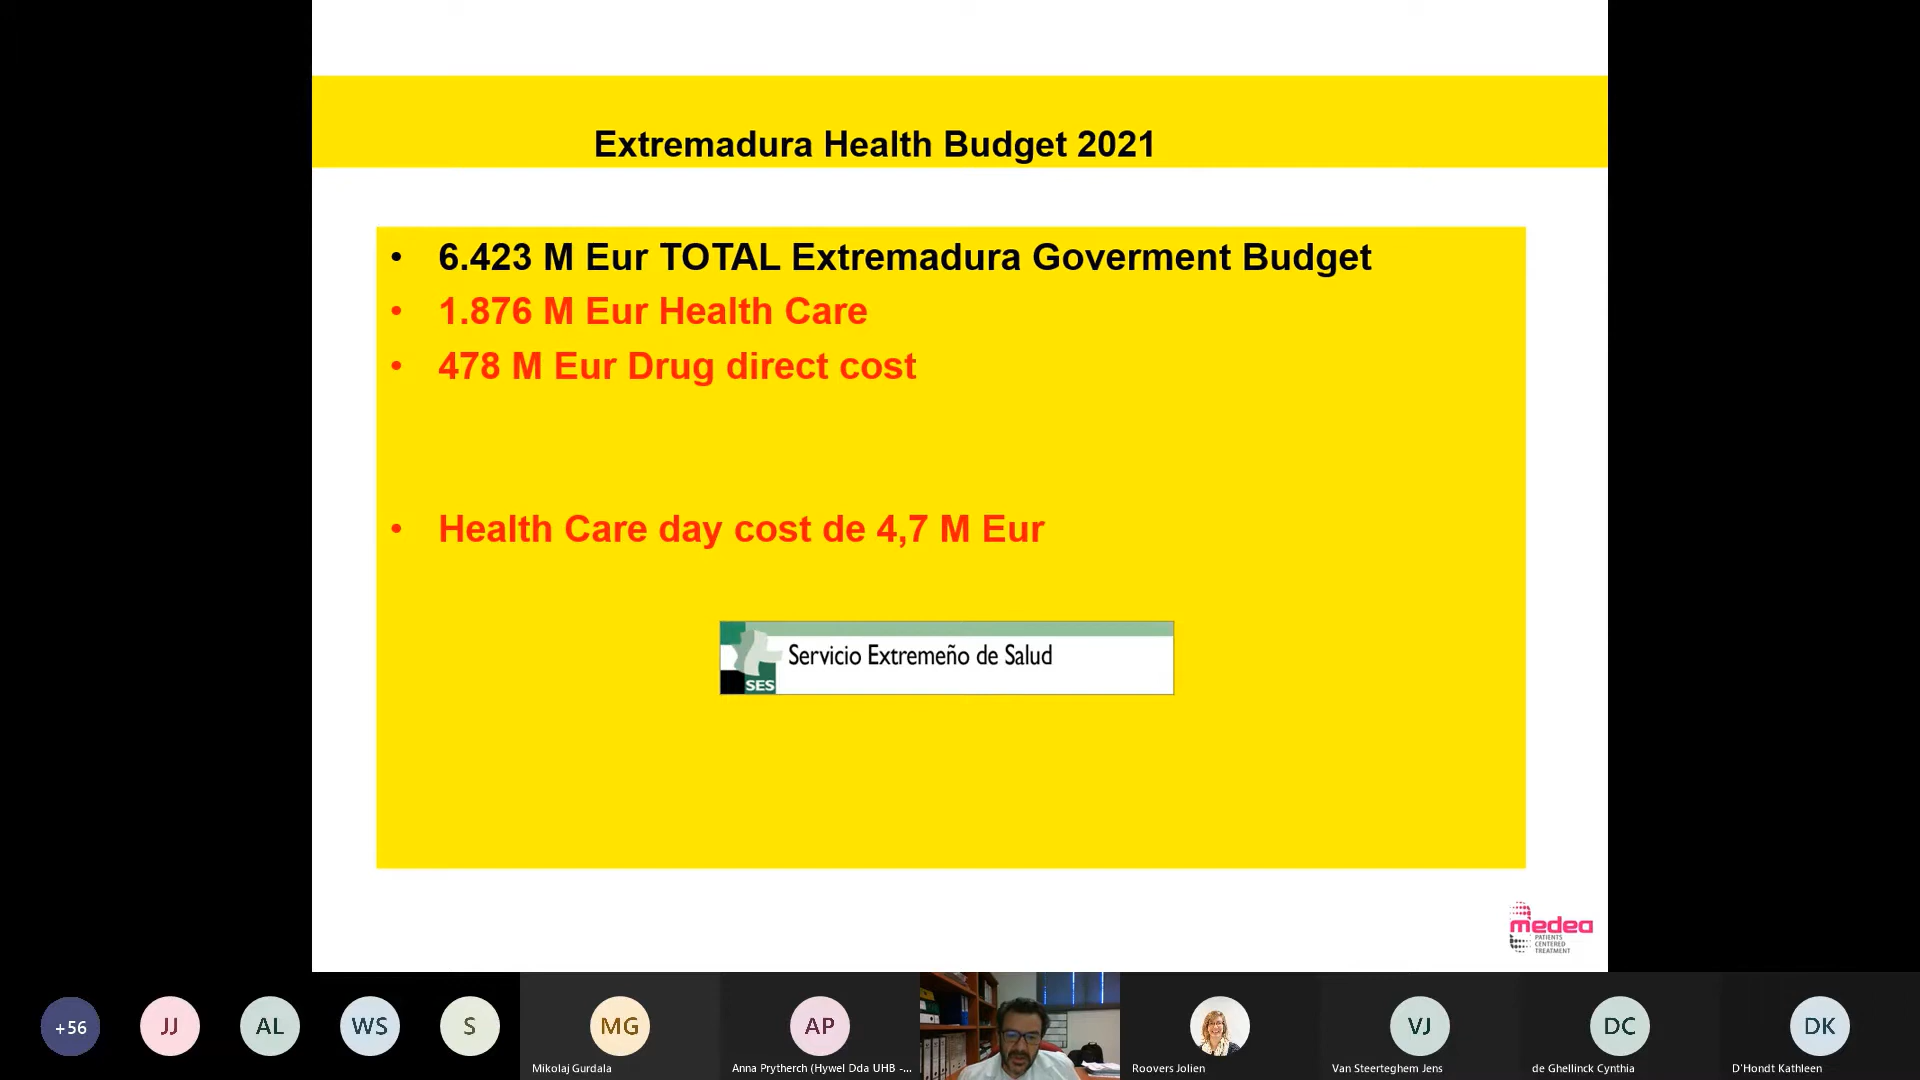 Extremadura Health Budget 2021
• 6.423 M Eur TOTAL Extremadura Goverment Budget
• 1.876 M Eur Health Care
• 478 M Eur Drug direct cost
• Health Care day cost de 4,7 M Eur
Servicio Extremeño de Salud
SES
medea
PATIENTS
CENTERED
TREATMENT
+56
JJ
AL
WS
S
MG
Mikolaj Gurdala
AP
Anna Prytherch (Hywel Dda UHB -...
Roovers Jolien
VJ
Van Steerteghem Jens
DC
de Ghellinck Cynthia
DK
D'Hondt Kathleen